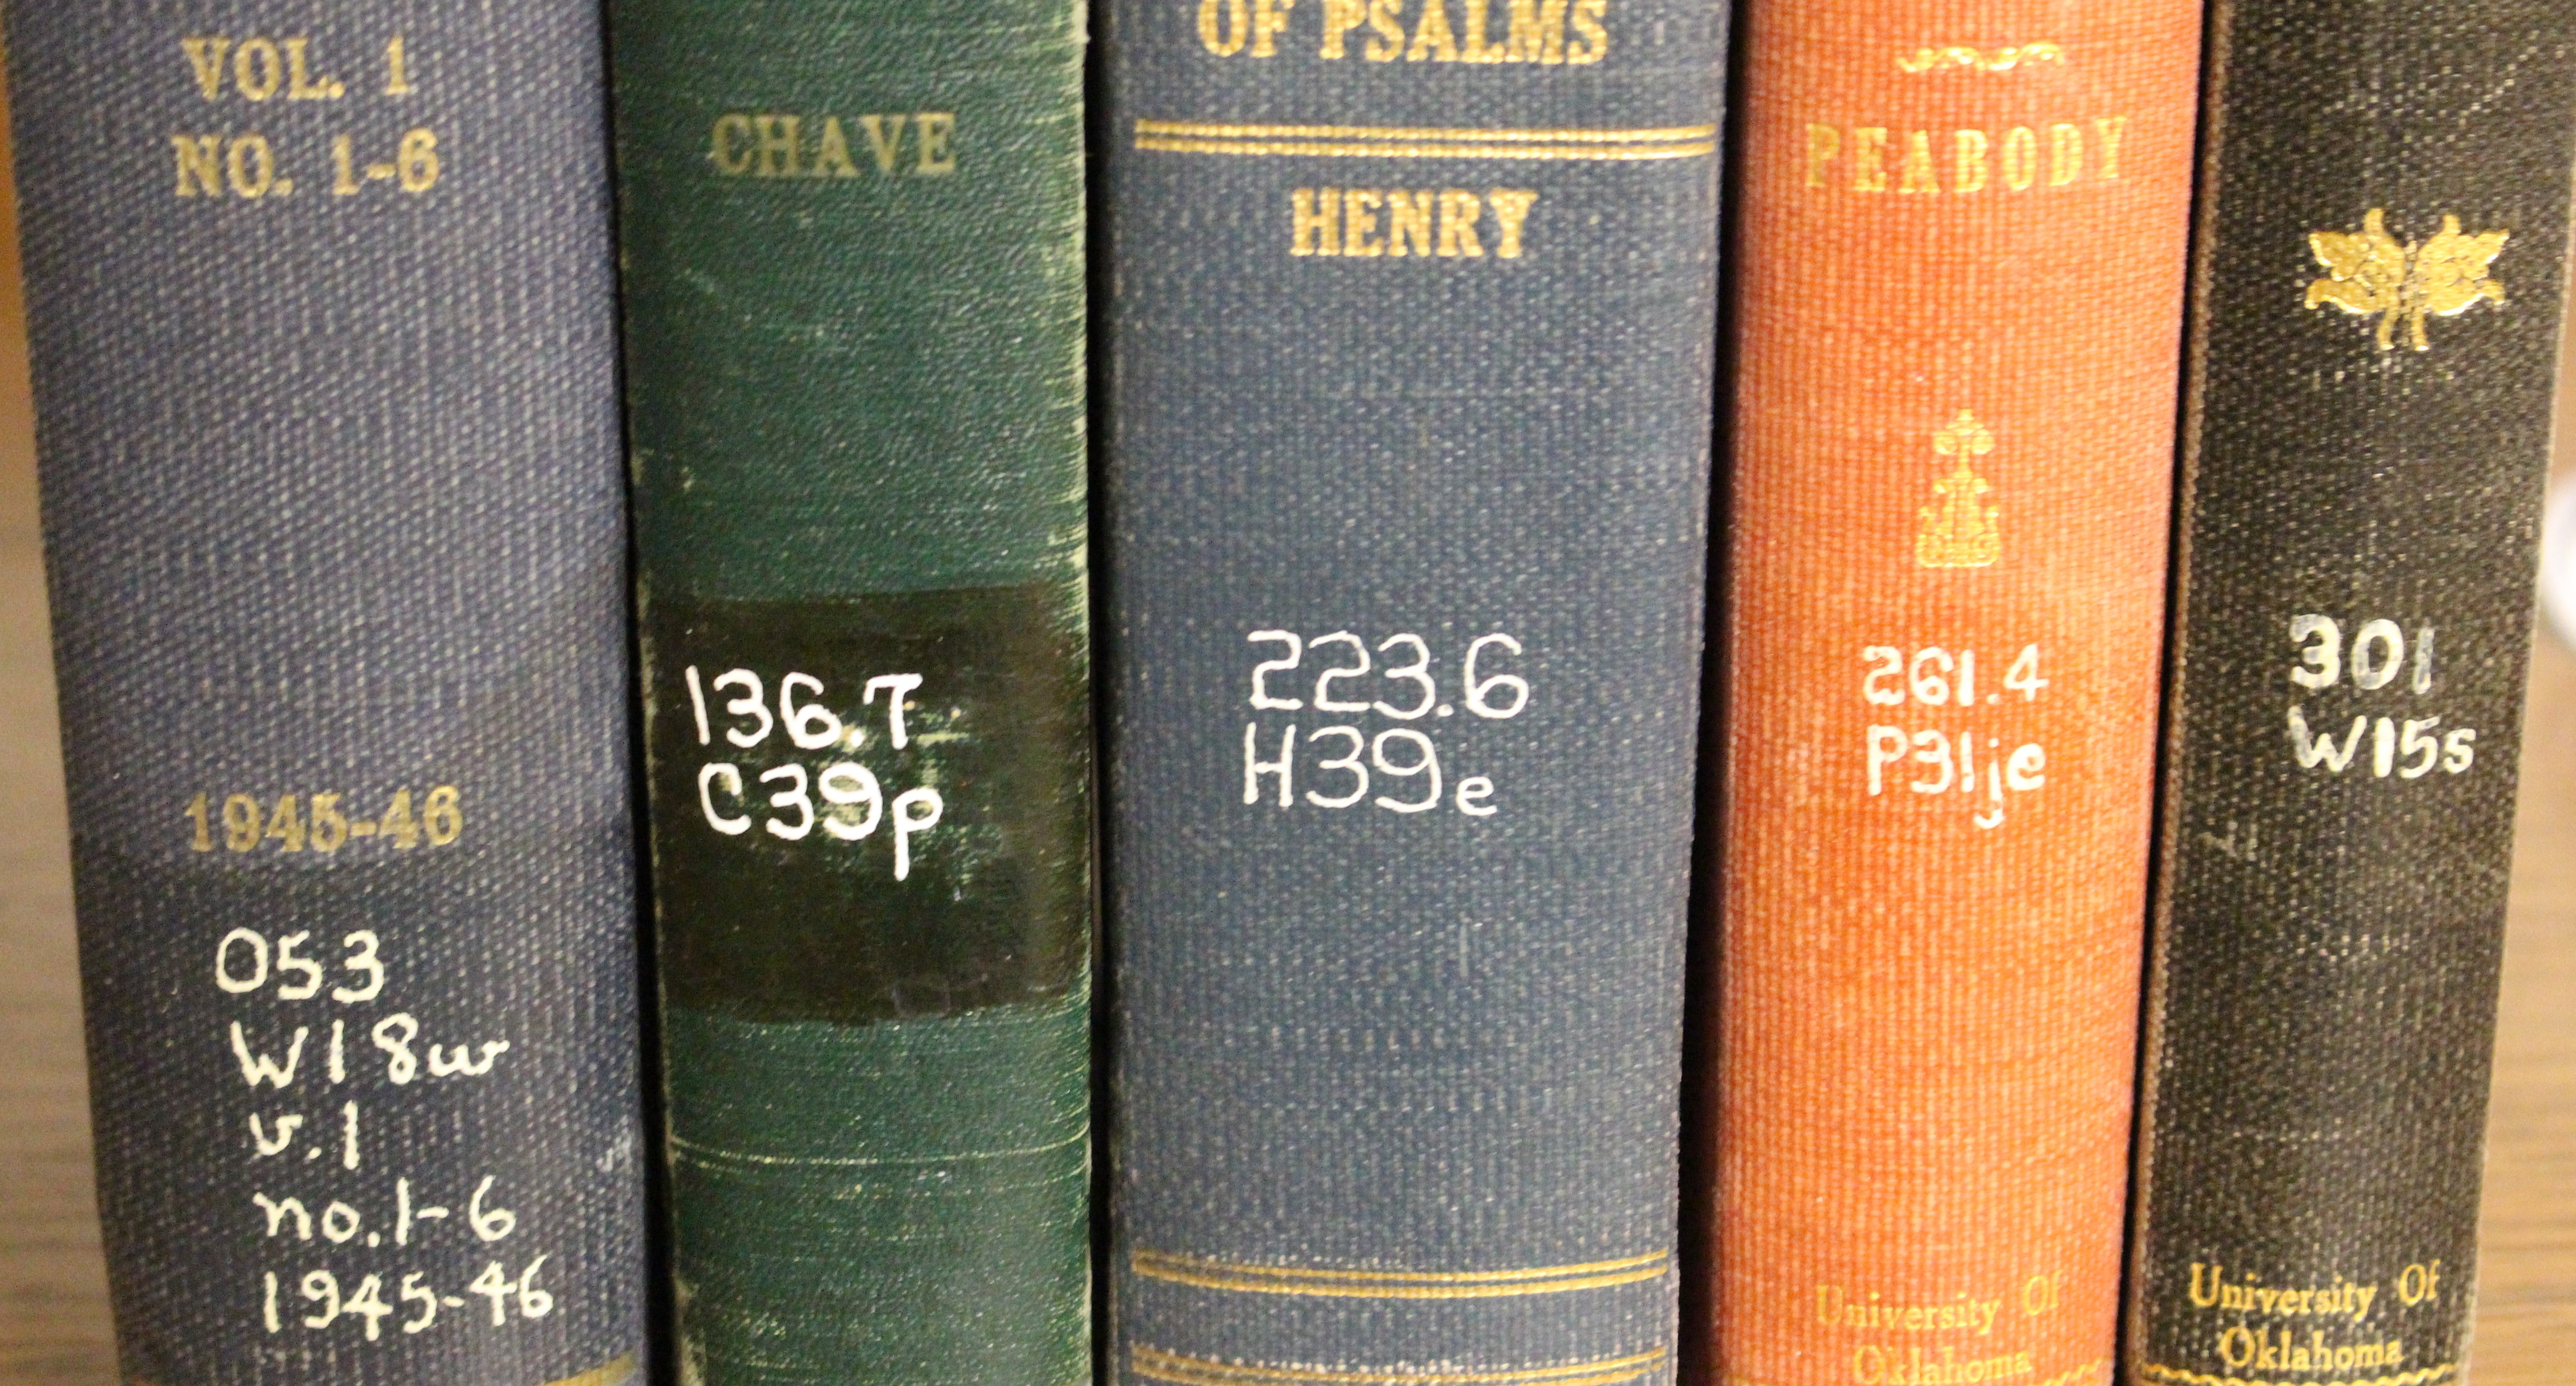 VOL. 1
NO. 1-6
1945-46
053
W18w
v.1
no.1-6
1945-46
CHAVE
136.7
C39p
OF PSALMS
HENRY
223.6
H39e
PEABODY
261.4
P31je
University Of
Oklahoma
301
W15s
University Of
Oklahoma